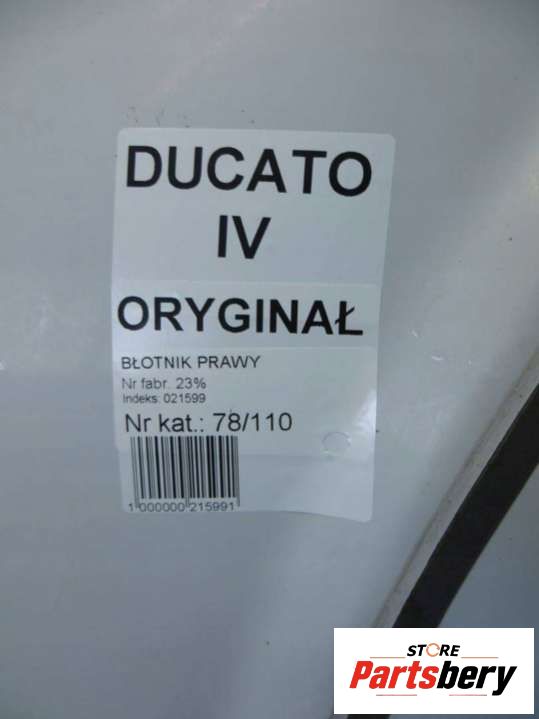 DUCATO
IV
ORYGINAŁ
BŁOTNIK PRAWY
Nr fabr. 23%
Indeks: 021599
Nr kat.: 78/110
1 000000 215991
STORE
Partsbery